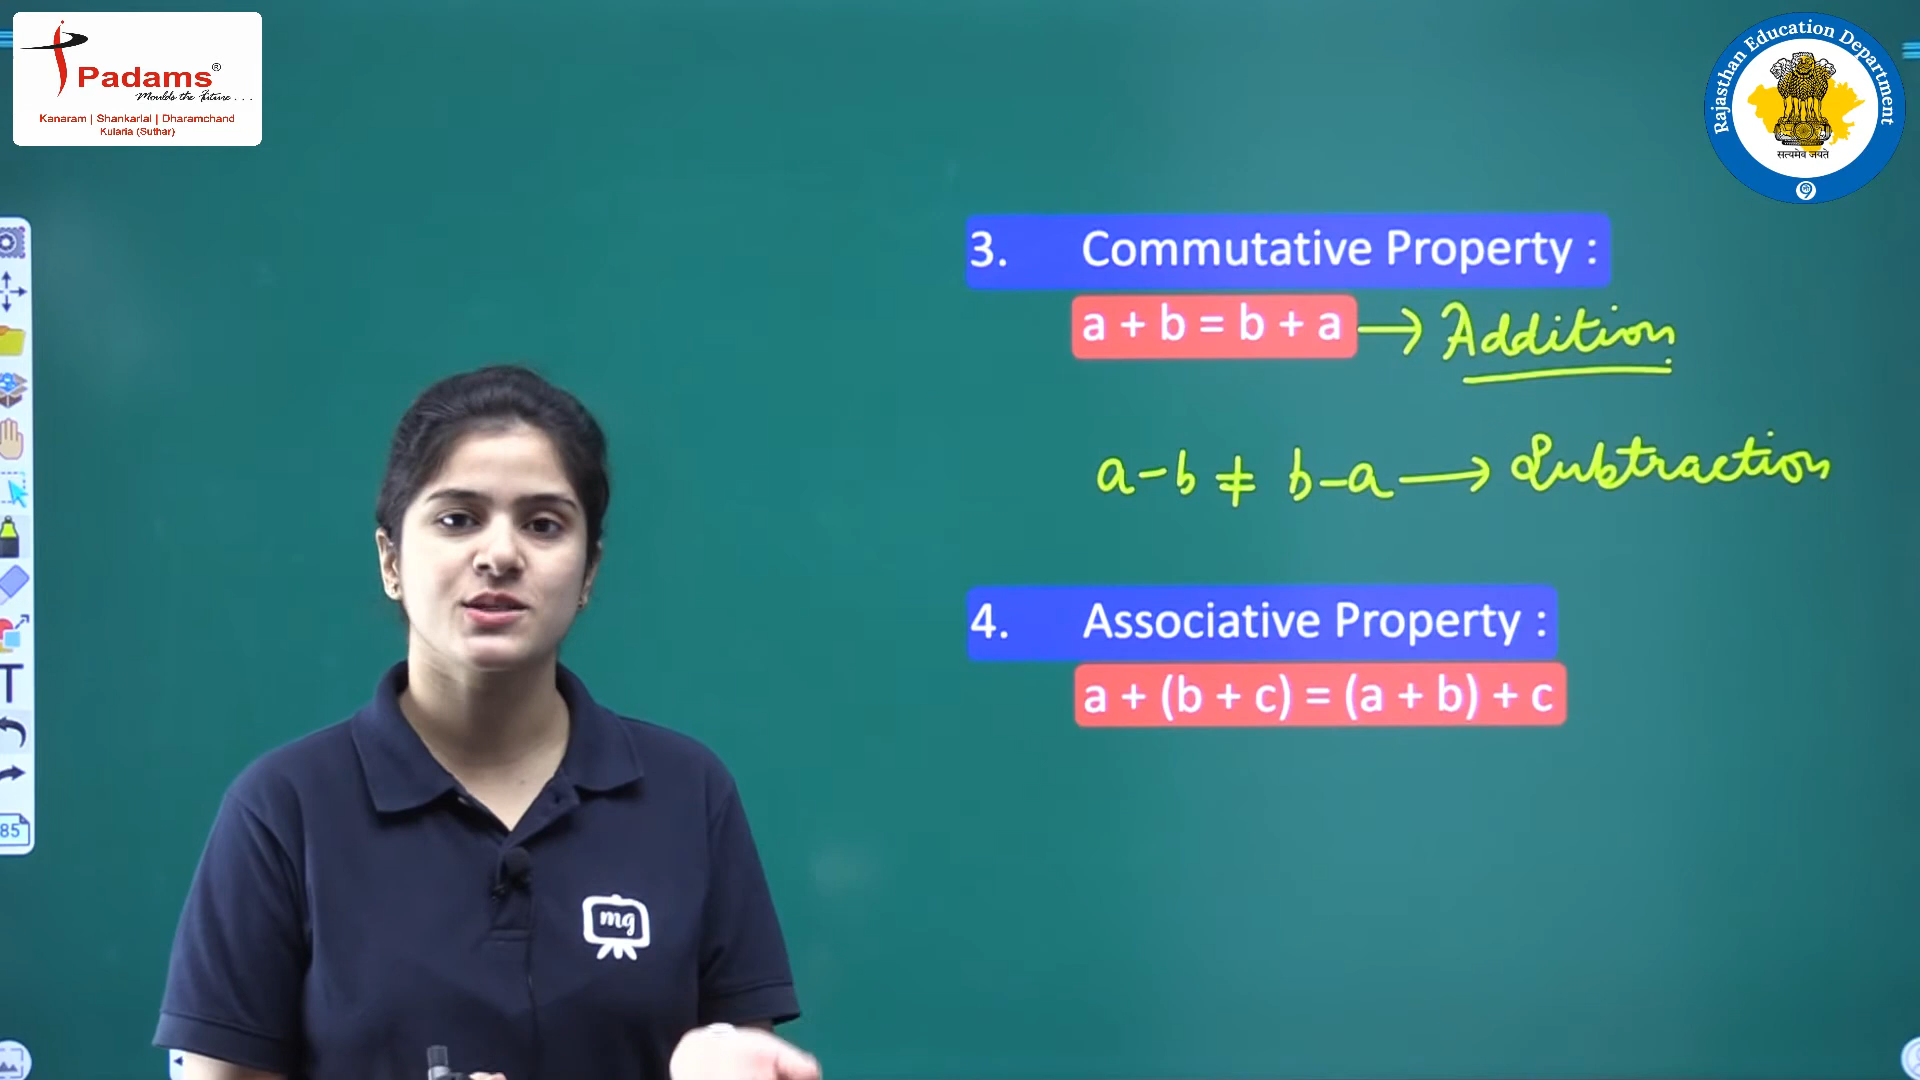 Padams®
Moulds the Future . . .
Kanaram | Shankarlal | Dharamchand
Kularia (Suthar)
Rajasthan Education Department
सत्यमेव जयते
3. Commutative Property :
a + b = b + a → Addition
a - b ≠ b - a → Subtraction
4. Associative Property :
a + (b + c) = (a + b) + c
T
85
mg